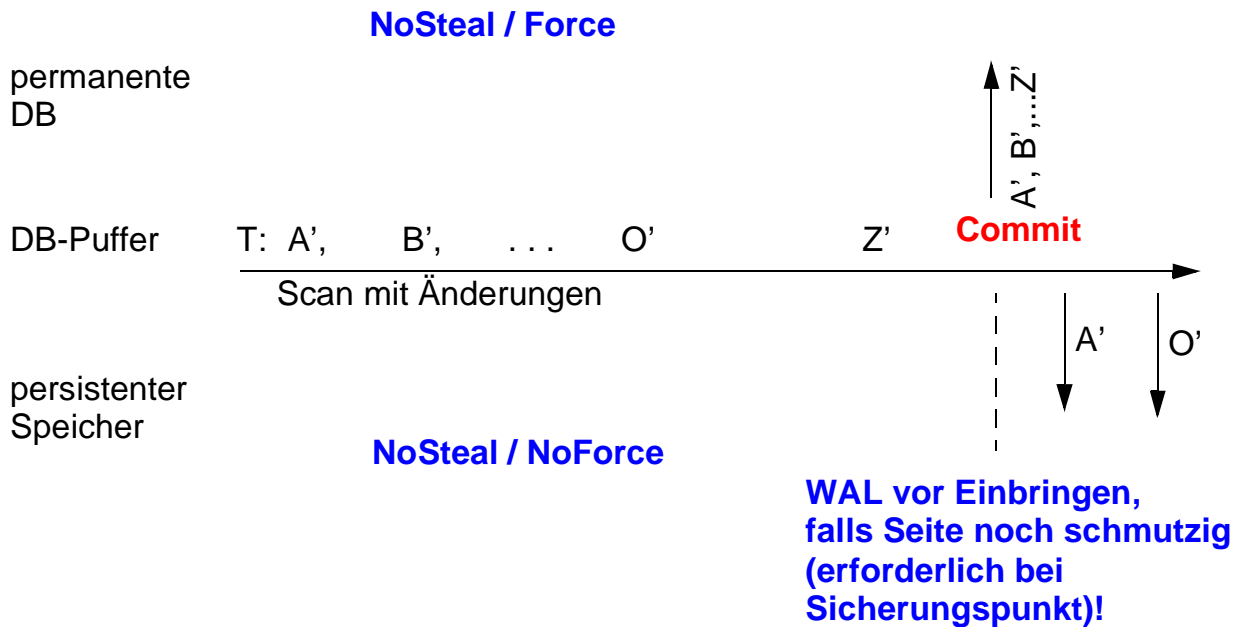 NoSteal / Force
permanente
DB
A’, B’,...Z’
DB-Puffer T: A’, B’, . . . O’ Z’ Commit
Scan mit Änderungen
A’ O’
persistenter
Speicher
NoSteal / NoForce
WAL vor Einbringen,
falls Seite noch schmutzig
(erforderlich bei
Sicherungspunkt)!